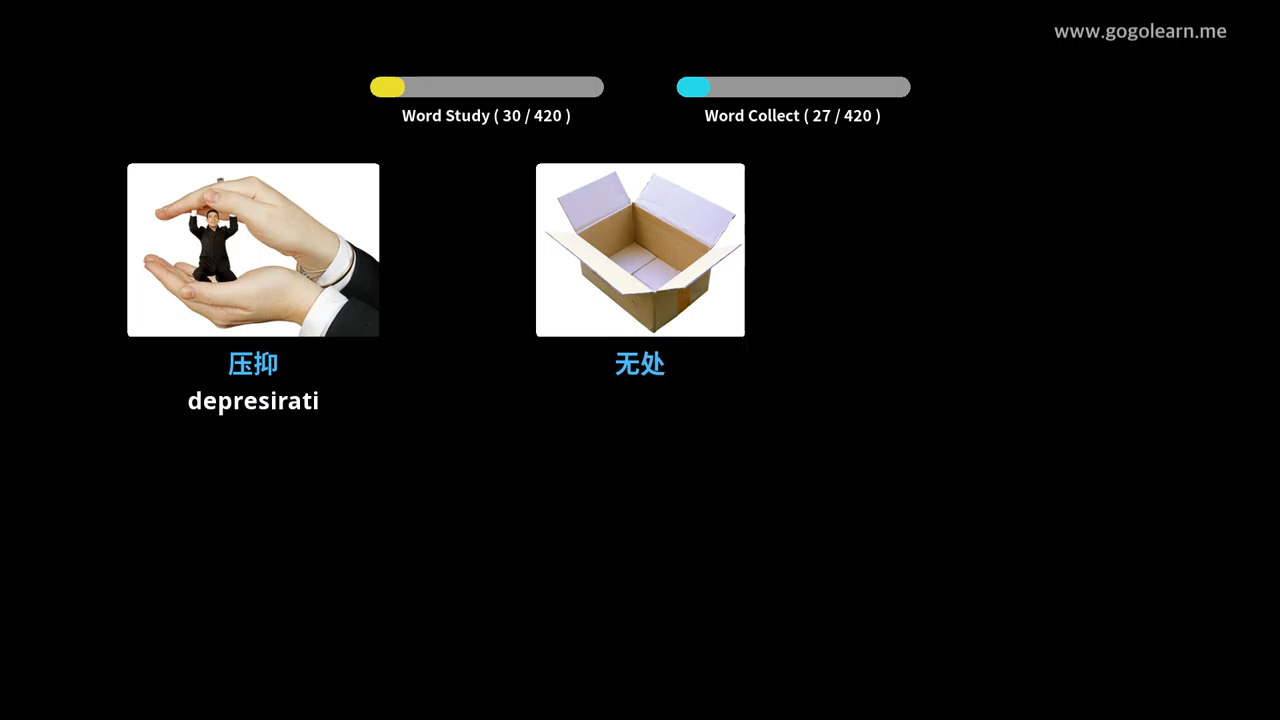 www.gogolearn.me
Word Study ( 30 / 420 )
Word Collect ( 27 / 420 )
压抑
无处
depresirati